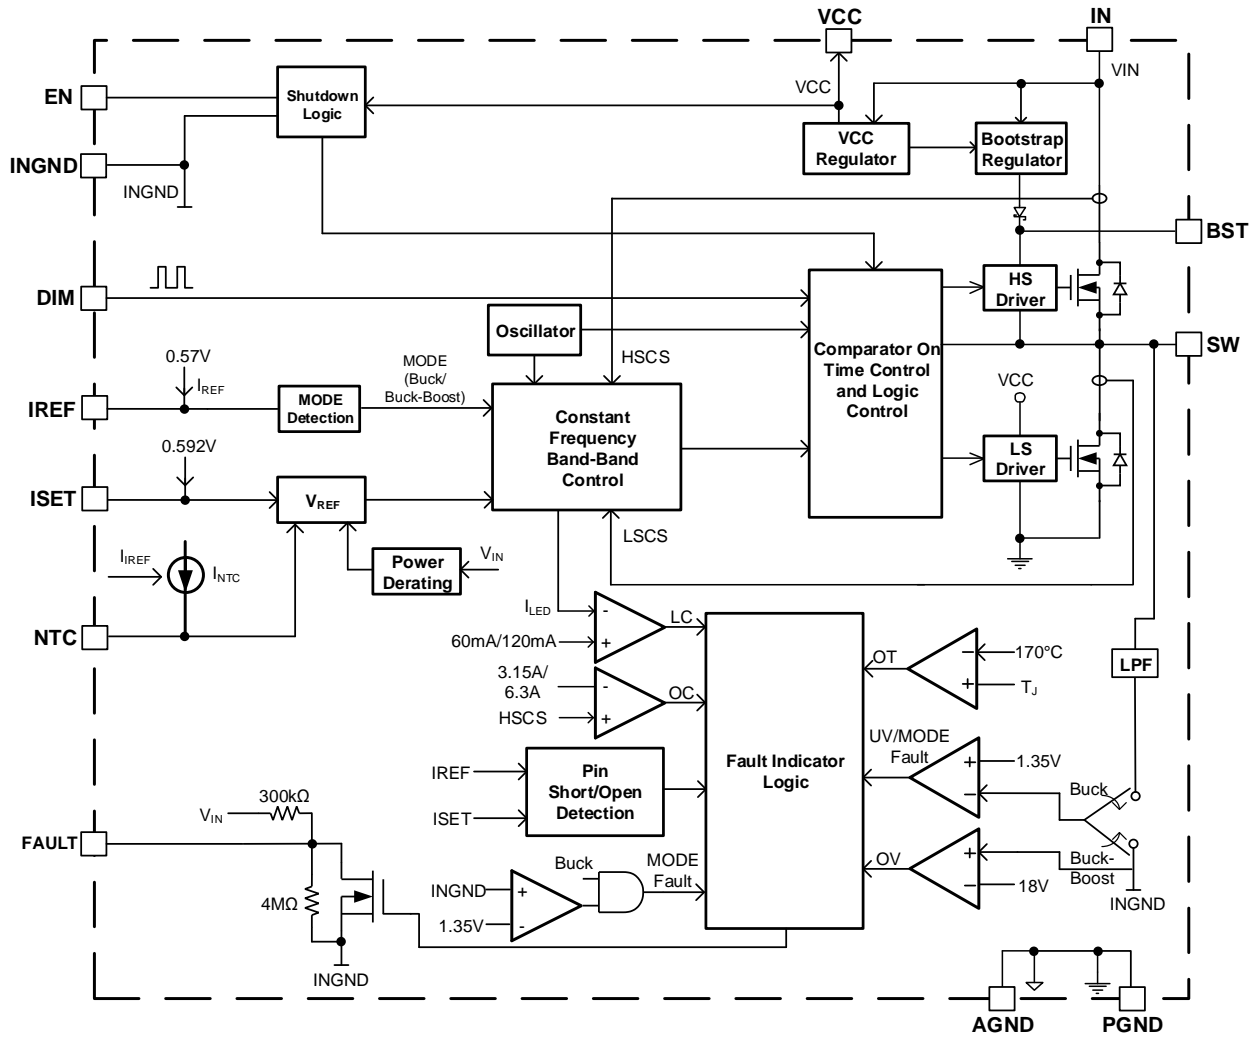 VCC
IN
VIN
VCC
EN
Shutdown
Logic
VCC
Regulator
Bootstrap
Regulator
INGND
INGND
BST
DIM
HS
Driver
Oscillator
HSCS
Comparator On
Time Control
and Logic
Control
SW
0.57V
IREF
MODE
(Buck/
Buck-Boost)
IREF
MODE
Detection
Constant
Frequency
Band-Band
Control
VCC
LS
Driver
0.592V
ISET
VREF
LSCS
IIREF
INTC
Power
Derating
VIN
NTC
ILED
-
+
60mA/120mA
LC
3.15A/
6.3A
HSCS
-
+
OC
OT
−
+
170°C
TJ
LPF
Fault Indicator
Logic
UV/MODE
Fault
+
−
1.35V
Buck
IREF
ISET
Pin
Short/Open
Detection
OV
+
−
18V
Buck-
Boost
INGND
300kΩ
VIN
FAULT
4MΩ
INGND
Buck
MODE
Fault
INGND
1.35V
+
-
AGND
PGND